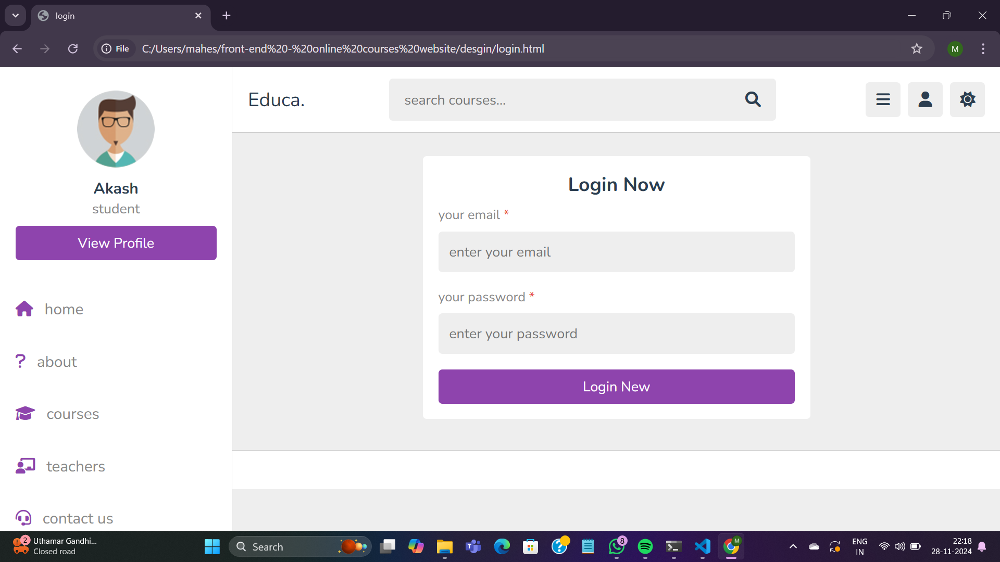 login
File
C:/Users/mahes/front-end%20-%20online%20courses%20website/desgin/login.html
M
Educa.
search courses...
Akash
student
View Profile
home
? about
courses
teachers
contact us
Login Now
your email *
enter your email
your password *
enter your password
Login New
2
Uthamar Gandhi...
Closed road
Search
T
8
M
ENG
IN
22:18
28-11-2024